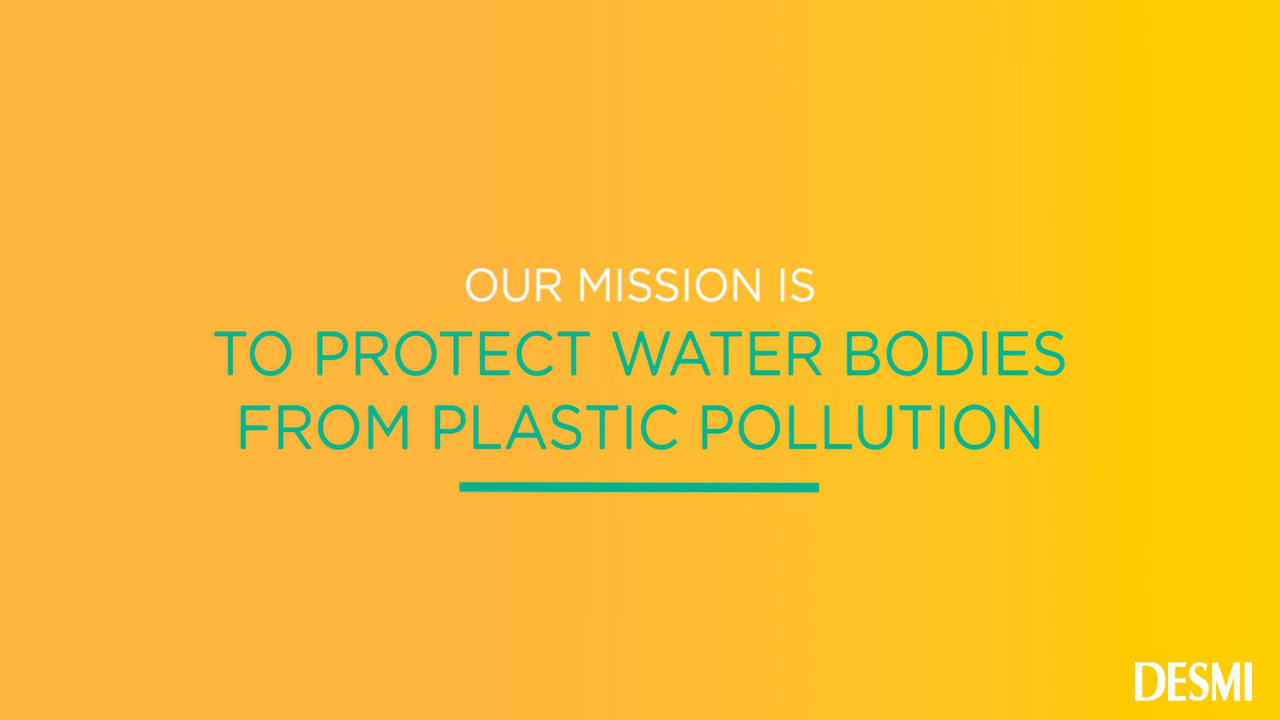 OUR MISSION IS
TO PROTECT WATER BODIES
FROM PLASTIC POLLUTION
DESMI